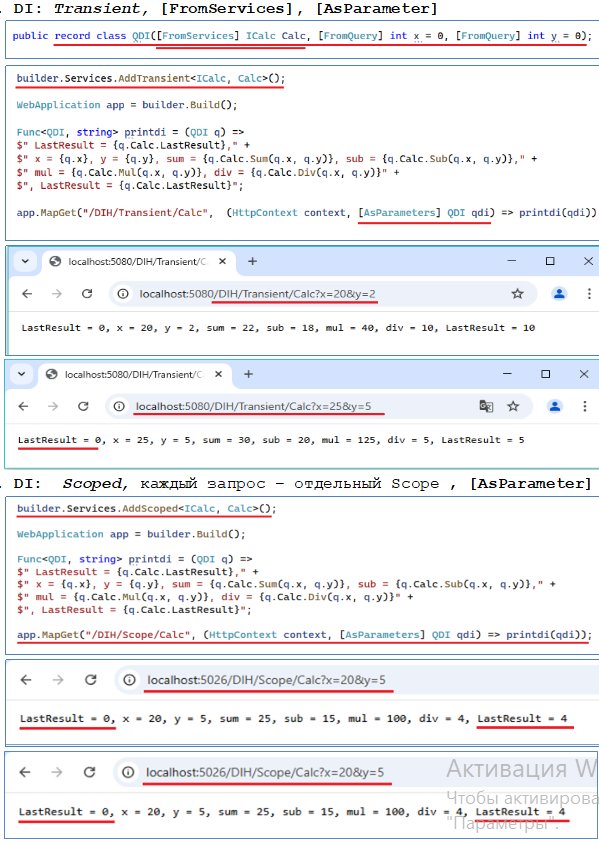 . DI: Transient, [FromServices], [AsParameter]
public record class QDI([FromServices] ICalc Calc, [FromQuery] int x = 0, [FromQuery] int y = 0);
builder.Services.AddTransient<ICalc, Calc>();
WebApplication app = builder.Build();
Func<QDI, string> printdi = (QDI q) =>
$" LastResult = {q.Calc.LastResult}," +
$" x = {q.x}, y = {q.y}, sum = {q.Calc.Sum(q.x, q.y)}, sub = {q.Calc.Sub(q.x, q.y)}," +
$" mul = {q.Calc.Mul(q.x, q.y)}, div = {q.Calc.Div(q.x, q.y)}" +
$", LastResult = {q.Calc.LastResult}";
app.MapGet("/DIH/Transient/Calc", (HttpContext context, [AsParameters] QDI qdi) => printdi(qdi));
localhost:5080/DIH/Transient/C
localhost:5080/DIH/Transient/Calc?x=20&y=2
LastResult = 0, x = 20, y = 2, sum = 22, sub = 18, mul = 40, div = 10, LastResult = 10
localhost:5080/DIH/Transient/C
localhost:5080/DIH/Transient/Calc?x=25&y=5
LastResult = 0, x = 25, y = 5, sum = 30, sub = 20, mul = 125, div = 5, LastResult = 5
. DI: Scoped, каждый запрос – отдельный Scope , [AsParameter]
builder.Services.AddScoped<ICalc, Calc>();
WebApplication app = builder.Build();
Func<QDI, string> printdi = (QDI q) =>
$" LastResult = {q.Calc.LastResult}," +
$" x = {q.x}, y = {q.y}, sum = {q.Calc.Sum(q.x, q.y)}, sub = {q.Calc.Sub(q.x, q.y)}," +
$" mul = {q.Calc.Mul(q.x, q.y)}, div = {q.Calc.Div(q.x, q.y)}" +
$", LastResult = {q.Calc.LastResult}";
app.MapGet("/DIH/Scope/Calc", (HttpContext context, [AsParameters] QDI qdi) => printdi(qdi));
localhost:5026/DIH/Scope/Calc?x=20&y=5
LastResult = 0, x = 20, y = 5, sum = 25, sub = 15, mul = 100, div = 4, LastResult = 4
localhost:5026/DIH/Scope/Calc?x=20&y=5
Активация W
Чтобы активирова
LastResult = 0, x = 20, y = 5, sum = 25, sub = 15, mul = 100, div = 4, LastResult = 4
"Параметры".